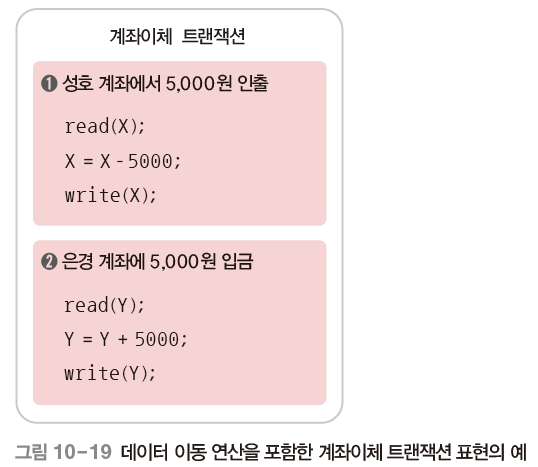 계좌이체 트랜잭션
❶ 성호 계좌에서 5,000원 인출
read(X);
X = X - 5000;
write(X);
❷ 은경 계좌에 5,000원 입금
read(Y);
Y = Y + 5000;
write(Y);
그림 10-19 데이터 이동 연산을 포함한 계좌이체 트랜잭션 표현의 예